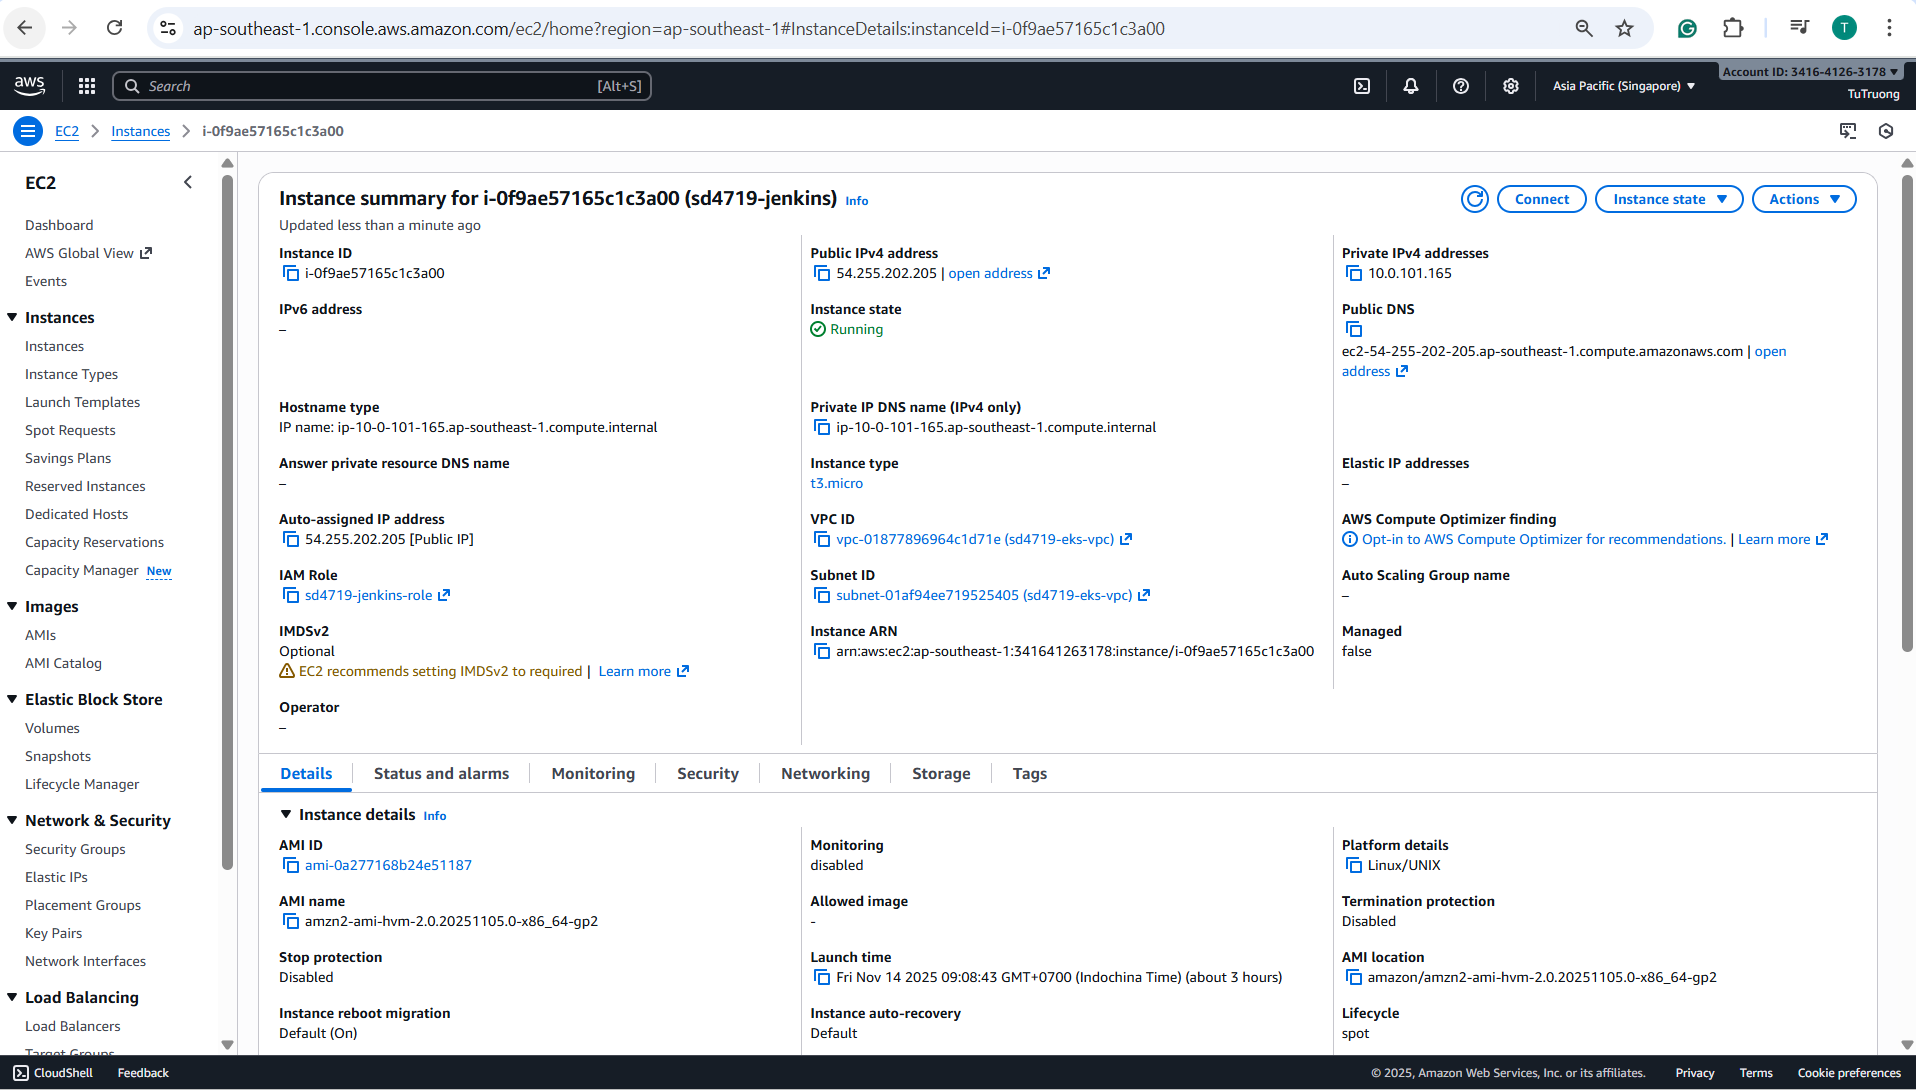 ap-southeast-1.console.aws.amazon.com/ec2/home?region=ap-southeast-1#InstanceDetails:instanceId=i-0f9ae57165c1c3a00
T
aws
Search
[Alt+S]
Asia Pacific (Singapore)
Account ID: 3416-4126-3178
TuTruong
EC2
Instances
i-0f9ae57165c1c3a00
EC2
Dashboard
AWS Global View
Events
Instances
Instances
Instance Types
Launch Templates
Spot Requests
Savings Plans
Reserved Instances
Dedicated Hosts
Capacity Reservations
Capacity Manager New
Images
AMIs
AMI Catalog
Elastic Block Store
Volumes
Snapshots
Lifecycle Manager
Network & Security
Security Groups
Elastic IPs
Placement Groups
Key Pairs
Network Interfaces
Load Balancing
Load Balancers
Target Groups
Instance summary for i-0f9ae57165c1c3a00 (sd4719-jenkins) Info
Updated less than a minute ago
Connect
Instance state
Actions
Instance ID
i-0f9ae57165c1c3a00
Public IPv4 address
54.255.202.205 | open address
Private IPv4 addresses
10.0.101.165
IPv6 address
–
Instance state
Running
Public DNS
ec2-54-255-202-205.ap-southeast-1.compute.amazonaws.com | open
address
Hostname type
IP name: ip-10-0-101-165.ap-southeast-1.compute.internal
Private IP DNS name (IPv4 only)
ip-10-0-101-165.ap-southeast-1.compute.internal
Answer private resource DNS name
–
Instance type
t3.micro
Elastic IP addresses
–
Auto-assigned IP address
54.255.202.205 [Public IP]
VPC ID
vpc-01877896964c1d71e (sd4719-eks-vpc)
AWS Compute Optimizer finding
Opt-in to AWS Compute Optimizer for recommendations. | Learn more
IAM Role
sd4719-jenkins-role
Subnet ID
subnet-01af94ee719525405 (sd4719-eks-vpc)
Auto Scaling Group name
–
IMDSv2
Optional
EC2 recommends setting IMDSv2 to required | Learn more
Instance ARN
arn:aws:ec2:ap-southeast-1:341641263178:instance/i-0f9ae57165c1c3a00
Managed
false
Operator
–
Details
Status and alarms
Monitoring
Security
Networking
Storage
Tags
Instance details Info
AMI ID
ami-0a277168b24e51187
Monitoring
disabled
Platform details
Linux/UNIX
AMI name
amzn2-ami-hvm-2.0.20251105.0-x86_64-gp2
Allowed image
-
Termination protection
Disabled
Stop protection
Disabled
Launch time
Fri Nov 14 2025 09:08:43 GMT+0700 (Indochina Time) (about 3 hours)
AMI location
amazon/amzn2-ami-hvm-2.0.20251105.0-x86_64-gp2
Instance reboot migration
Default (On)
Instance auto-recovery
Default
Lifecycle
spot
CloudShell
Feedback
© 2025, Amazon Web Services, Inc. or its affiliates.
Privacy
Terms
Cookie preferences